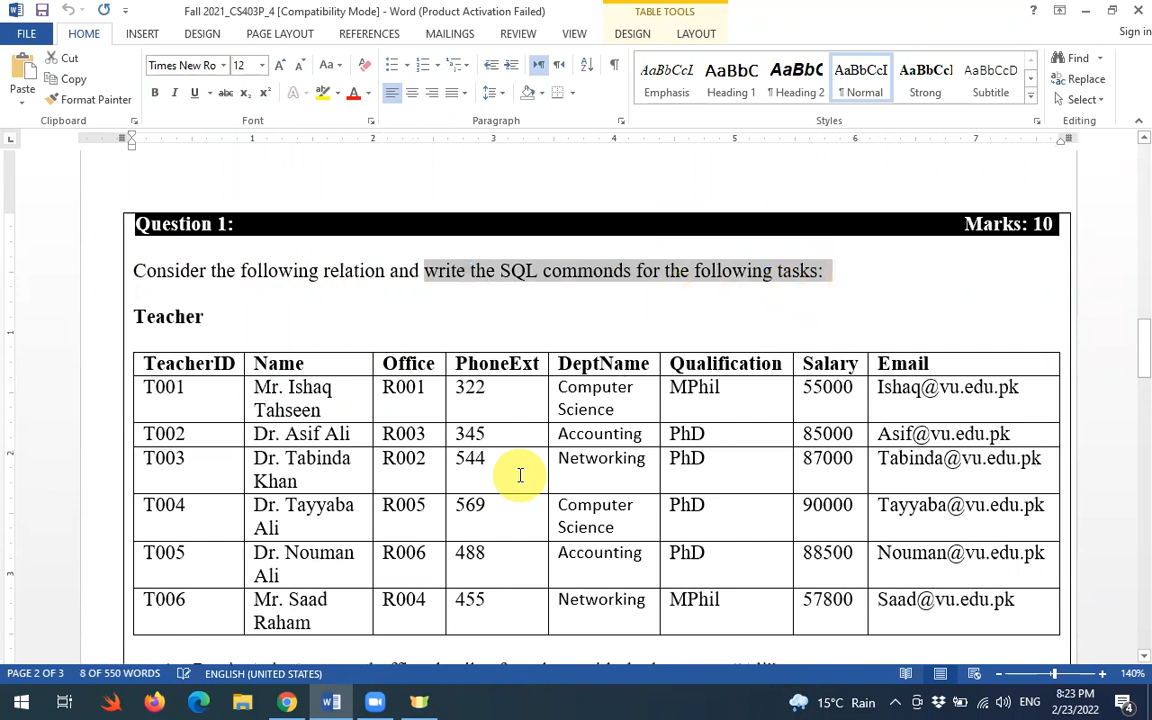 Fall 2021_CS403P_4 [Compatibility Mode] - Word (Product Activation Failed)
TABLE TOOLS
?
FILE HOME INSERT DESIGN PAGE LAYOUT REFERENCES MAILINGS REVIEW VIEW DESIGN LAYOUT
Sign in
Paste
Cut
Copy
Format Painter
Times New Ro 12
AaBbCcI AaBbC AaBbC AaBbCcI AaBbCc AaBbCcD
Emphasis Heading 1 ¶ Heading 2 ¶ Normal Strong Subtitle
Find
Replace
Select
Clipboard Font Paragraph Styles Editing
1 2 3 4 5 6 7
Question 1: Marks: 10
Consider the following relation and write the SQL commonds for the following tasks:
Teacher
TeacherID Name Office PhoneExt DeptName Qualification Salary Email
T001 Mr. Ishaq Tahseen R001 322 Computer Science MPhil 55000 Ishaq@vu.edu.pk
T002 Dr. Asif Ali R003 345 Accounting PhD 85000 Asif@vu.edu.pk
T003 Dr. Tabinda Khan R002 544 Networking PhD 87000 Tabinda@vu.edu.pk
T004 Dr. Tayyaba Ali R005 569 Computer Science PhD 90000 Tayyaba@vu.edu.pk
T005 Dr. Nouman Ali R006 488 Accounting PhD 88500 Nouman@vu.edu.pk
T006 Mr. Saad Raham R004 455 Networking MPhil 57800 Saad@vu.edu.pk
PAGE 2 OF 3 8 OF 550 WORDS ENGLISH (UNITED STATES) 140%
15°C Rain ENG 8:23 PM
2/23/2022
4